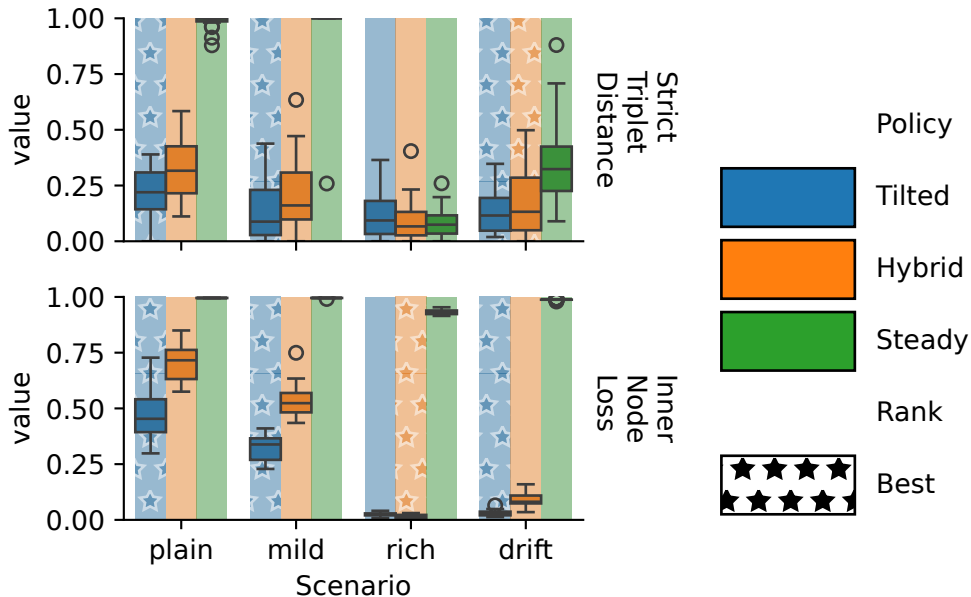 1.00
0.75
0.50
0.25
0.00
value
Strict
Triplet
Distance
1.00
0.75
0.50
0.25
0.00
value
Inner
Node
Loss
plain mild rich drift
Scenario
Policy
Tilted
Hybrid
Steady
Rank
Best